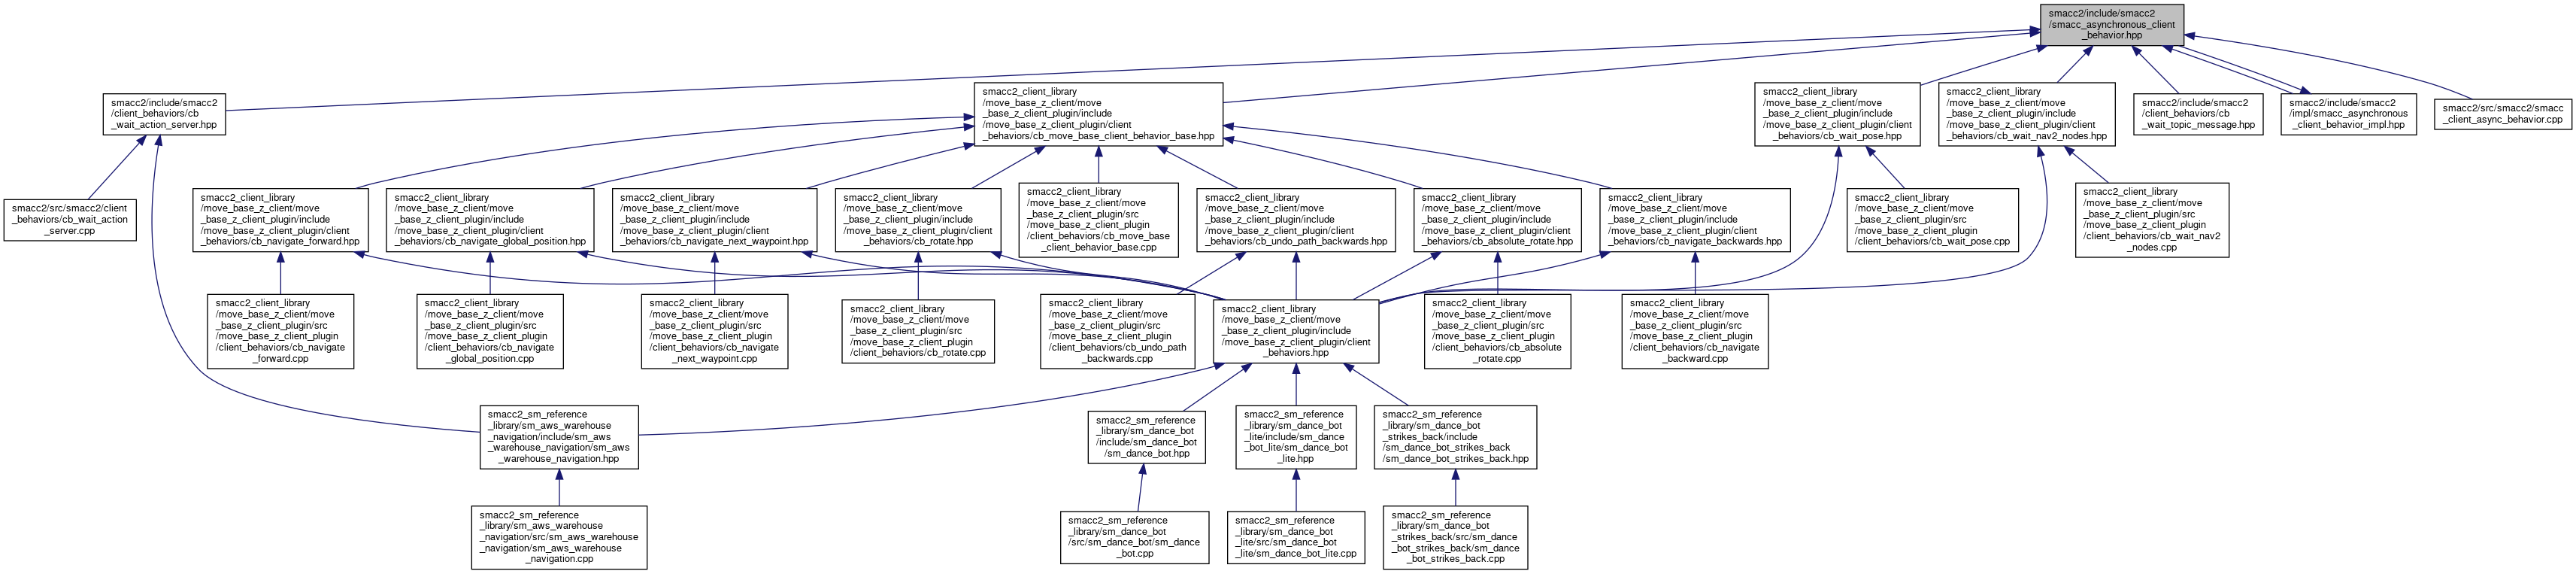 smacc2/include/smacc2
/smacc_asynchronous_client
_behavior.hpp
smacc2/include/smacc2
/client_behaviors/cb
_wait_action_server.hpp
smacc2_client_library
/move_base_z_client/move
_base_z_client_plugin/include
/move_base_z_client_plugin/client
_behaviors/cb_move_base_client_behavior_base.hpp
smacc2_client_library
/move_base_z_client/move
_base_z_client_plugin/include
/move_base_z_client_plugin/client
_behaviors/cb_wait_pose.hpp
smacc2_client_library
/move_base_z_client/move
_base_z_client_plugin/include
/move_base_z_client_plugin/client
_behaviors/cb_wait_nav2_nodes.hpp
smacc2/include/smacc2
/client_behaviors/cb
_wait_topic_message.hpp
smacc2/include/smacc2
/impl/smacc_asynchronous
_client_behavior_impl.hpp
smacc2/src/smacc2/smacc
_client_async_behavior.cpp
smacc2/src/smacc2/client
_behaviors/cb_wait_action
_server.cpp
smacc2_client_library
/move_base_z_client/move
_base_z_client_plugin/include
/move_base_z_client_plugin/client
_behaviors/cb_navigate_forward.hpp
smacc2_client_library
/move_base_z_client/move
_base_z_client_plugin/include
/move_base_z_client_plugin/client
_behaviors/cb_navigate_global_position.hpp
smacc2_client_library
/move_base_z_client/move
_base_z_client_plugin/include
/move_base_z_client_plugin/client
_behaviors/cb_navigate_next_waypoint.hpp
smacc2_client_library
/move_base_z_client/move
_base_z_client_plugin/include
/move_base_z_client_plugin/client
_behaviors/cb_rotate.hpp
smacc2_client_library
/move_base_z_client/move
_base_z_client_plugin/src
/move_base_z_client_plugin
/client_behaviors/cb_move_base
_client_behavior_base.cpp
smacc2_client_library
/move_base_z_client/move
_base_z_client_plugin/include
/move_base_z_client_plugin/client
_behaviors/cb_undo_path_backwards.hpp
smacc2_client_library
/move_base_z_client/move
_base_z_client_plugin/include
/move_base_z_client_plugin/client
_behaviors/cb_absolute_rotate.hpp
smacc2_client_library
/move_base_z_client/move
_base_z_client_plugin/include
/move_base_z_client_plugin/client
_behaviors/cb_navigate_backwards.hpp
smacc2_client_library
/move_base_z_client/move
_base_z_client_plugin/src
/move_base_z_client_plugin
/client_behaviors/cb_wait_pose.cpp
smacc2_client_library
/move_base_z_client/move
_base_z_client_plugin/src
/move_base_z_client_plugin
/client_behaviors/cb_wait_nav2
_nodes.cpp
smacc2_client_library
/move_base_z_client/move
_base_z_client_plugin/src
/move_base_z_client_plugin
/client_behaviors/cb_navigate
_forward.cpp
smacc2_client_library
/move_base_z_client/move
_base_z_client_plugin/src
/move_base_z_client_plugin
/client_behaviors/cb_navigate
_global_position.cpp
smacc2_client_library
/move_base_z_client/move
_base_z_client_plugin/src
/move_base_z_client_plugin
/client_behaviors/cb_navigate
_next_waypoint.cpp
smacc2_client_library
/move_base_z_client/move
_base_z_client_plugin/src
/move_base_z_client_plugin
/client_behaviors/cb_rotate.cpp
smacc2_client_library
/move_base_z_client/move
_base_z_client_plugin/src
/move_base_z_client_plugin
/client_behaviors/cb_undo_path
_backwards.cpp
smacc2_client_library
/move_base_z_client/move
_base_z_client_plugin/include
/move_base_z_client_plugin/client
_behaviors.hpp
smacc2_client_library
/move_base_z_client/move
_base_z_client_plugin/src
/move_base_z_client_plugin
/client_behaviors/cb_absolute
_rotate.cpp
smacc2_client_library
/move_base_z_client/move
_base_z_client_plugin/src
/move_base_z_client_plugin
/client_behaviors/cb_navigate
_backward.cpp
smacc2_sm_reference
_library/sm_aws_warehouse
_navigation/include/sm_aws
_warehouse_navigation/sm_aws
_warehouse_navigation.hpp
smacc2_sm_reference
_library/sm_dance_bot
/include/sm_dance_bot
/sm_dance_bot.hpp
smacc2_sm_reference
_library/sm_dance_bot
_lite/include/sm_dance
_bot_lite/sm_dance_bot
_lite.hpp
smacc2_sm_reference
_library/sm_dance_bot
_strikes_back/include
/sm_dance_bot_strikes_back
/sm_dance_bot_strikes_back.hpp
smacc2_sm_reference
_library/sm_aws_warehouse
_navigation/src/sm_aws_warehouse
_navigation/sm_aws_warehouse
_navigation.cpp
smacc2_sm_reference
_library/sm_dance_bot
/src/sm_dance_bot/sm_dance
_bot.cpp
smacc2_sm_reference
_library/sm_dance_bot
_lite/src/sm_dance_bot
_lite/sm_dance_bot_lite.cpp
smacc2_sm_reference
_library/sm_dance_bot
_strikes_back/src/sm_dance
_bot_strikes_back/sm_dance
_bot_strikes_back.cpp